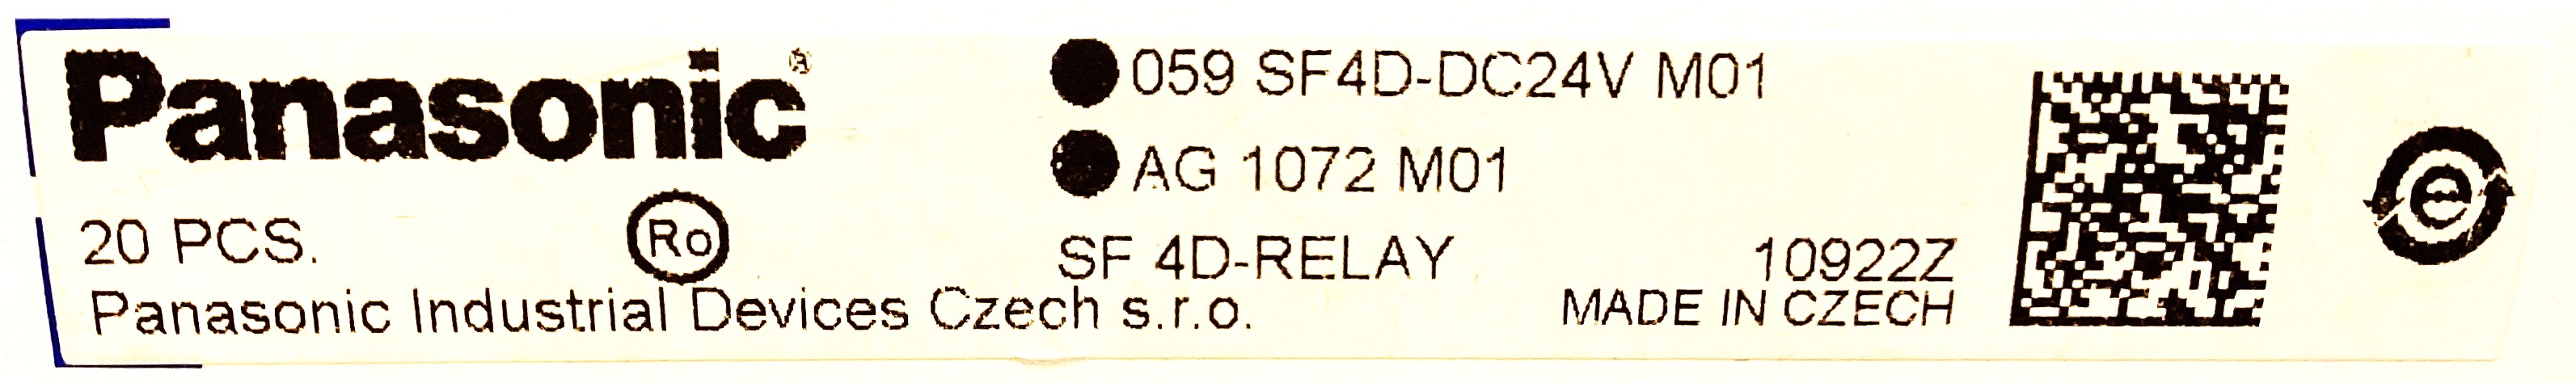 Panasonic®
059 SF4D-DC24V M01
AG 1072 M01
20 PCS.
Ro
SF 4D-RELAY
10922Z
Panasonic Industrial Devices Czech s.r.o.
MADE IN CZECH
e